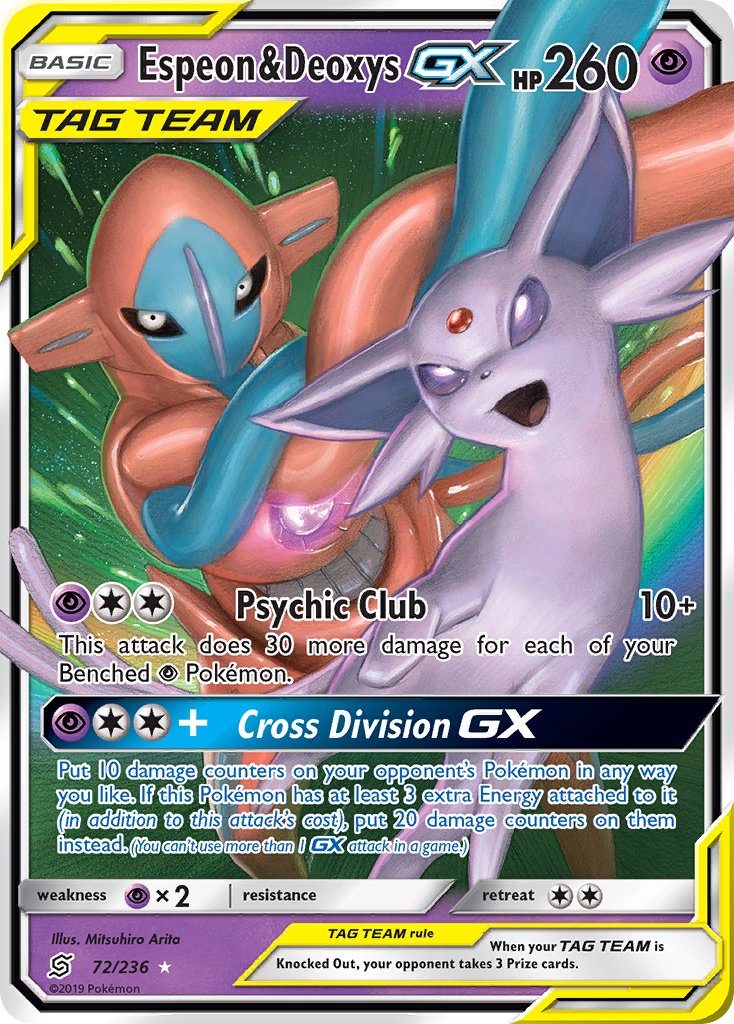 BASIC Espeon&Deoxys GX HP260
TAG TEAM
Psychic Club 10+
This attack does 30 more damage for each of your
Benched Pokémon.
+ Cross Division GX
Put 10 damage counters on your opponent's Pokémon in any way
you like. If this Pokémon has at least 3 extra Energy attached to it
(in addition to this attack's cost), put 20 damage counters on them
instead. (You can't use more than 1 GX attack in a game.)
weakness ×2 resistance retreat
Illus. Mitsuhiro Arita
72/236
©2019 Pokémon
TAG TEAM rule
When your TAG TEAM is
Knocked Out, your opponent takes 3 Prize cards.